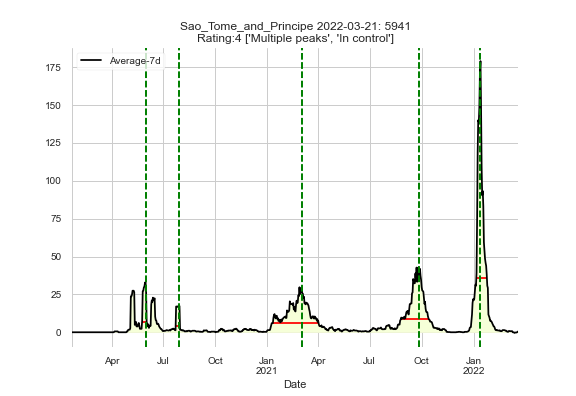 Sao_Tome_and_Principe 2022-03-21: 5941
Rating:4 ['Multiple peaks', 'In control']
Average-7d
175
150
125
100
75
50
25
0
Apr Jul Oct Jan Apr Jul Oct Jan
2021 2022
Date